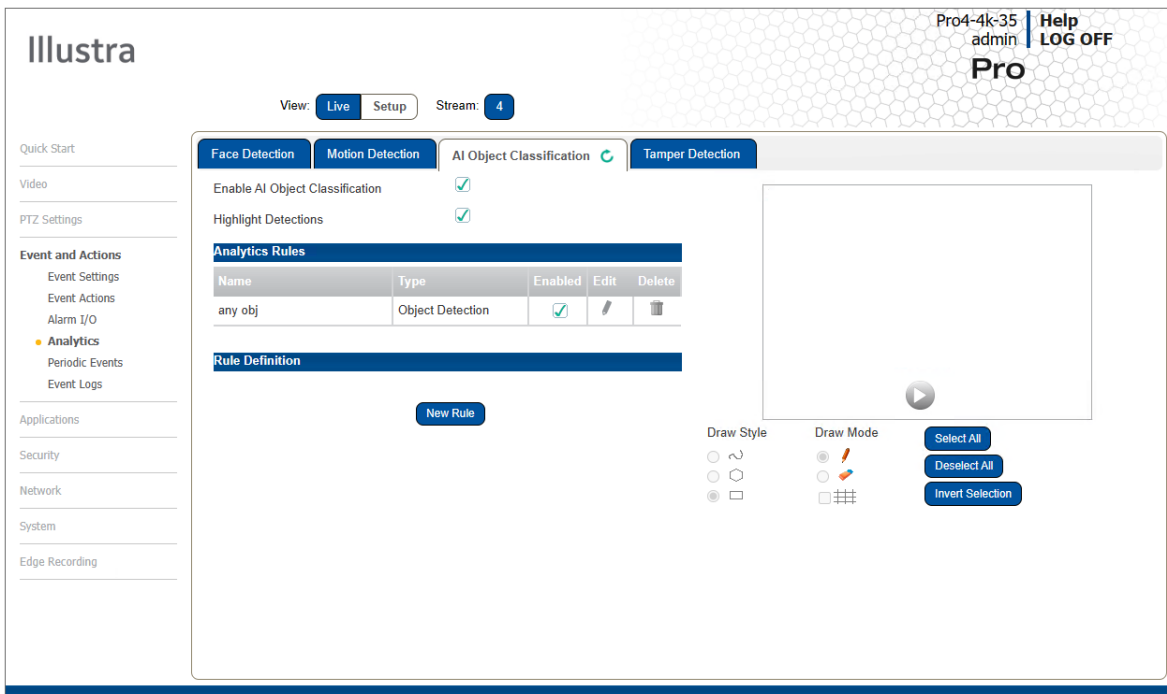 Illustra
Pro4-4k-35 Help
admin LOG OFF
Pro
View: Live Setup Stream: 4
Quick Start
Video
PTZ Settings
Event and Actions
Event Settings
Event Actions
Alarm I/O
Analytics
Periodic Events
Event Logs
Applications
Security
Network
System
Edge Recording
Face Detection Motion Detection AI Object Classification Tamper Detection
Enable AI Object Classification
Highlight Detections
Analytics Rules
Name Type Enabled Edit Delete
any obj Object Detection
Rule Definition
New Rule
Draw Style Draw Mode
Select All
Deselect All
Invert Selection